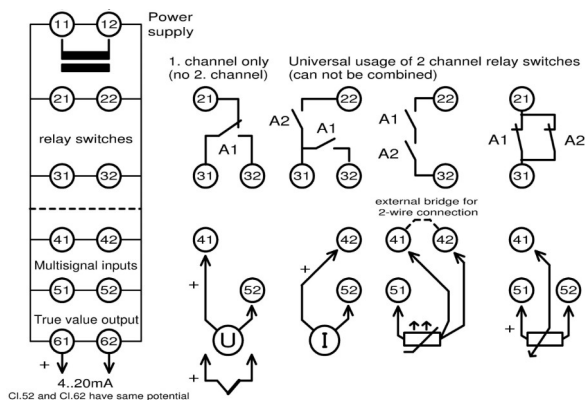 11 12 Power
supply
21 22
relay switches
31 32
41 42
Multisignal inputs
51 52
True value output
61 62
+
4..20mA
Cl.52 and Cl.62 have same potential
1. channel only
(no 2. channel)
21
A1
31 32
Universal usage of 2 channel relay switches
(can not be combined)
22
A2
A1
31 32
22
A1
A2
32
21
A1 A2
31
41
52
+
U
+
42
52
+
I
external bridge for
2-wire connection
41 42
51
41
51 52
+